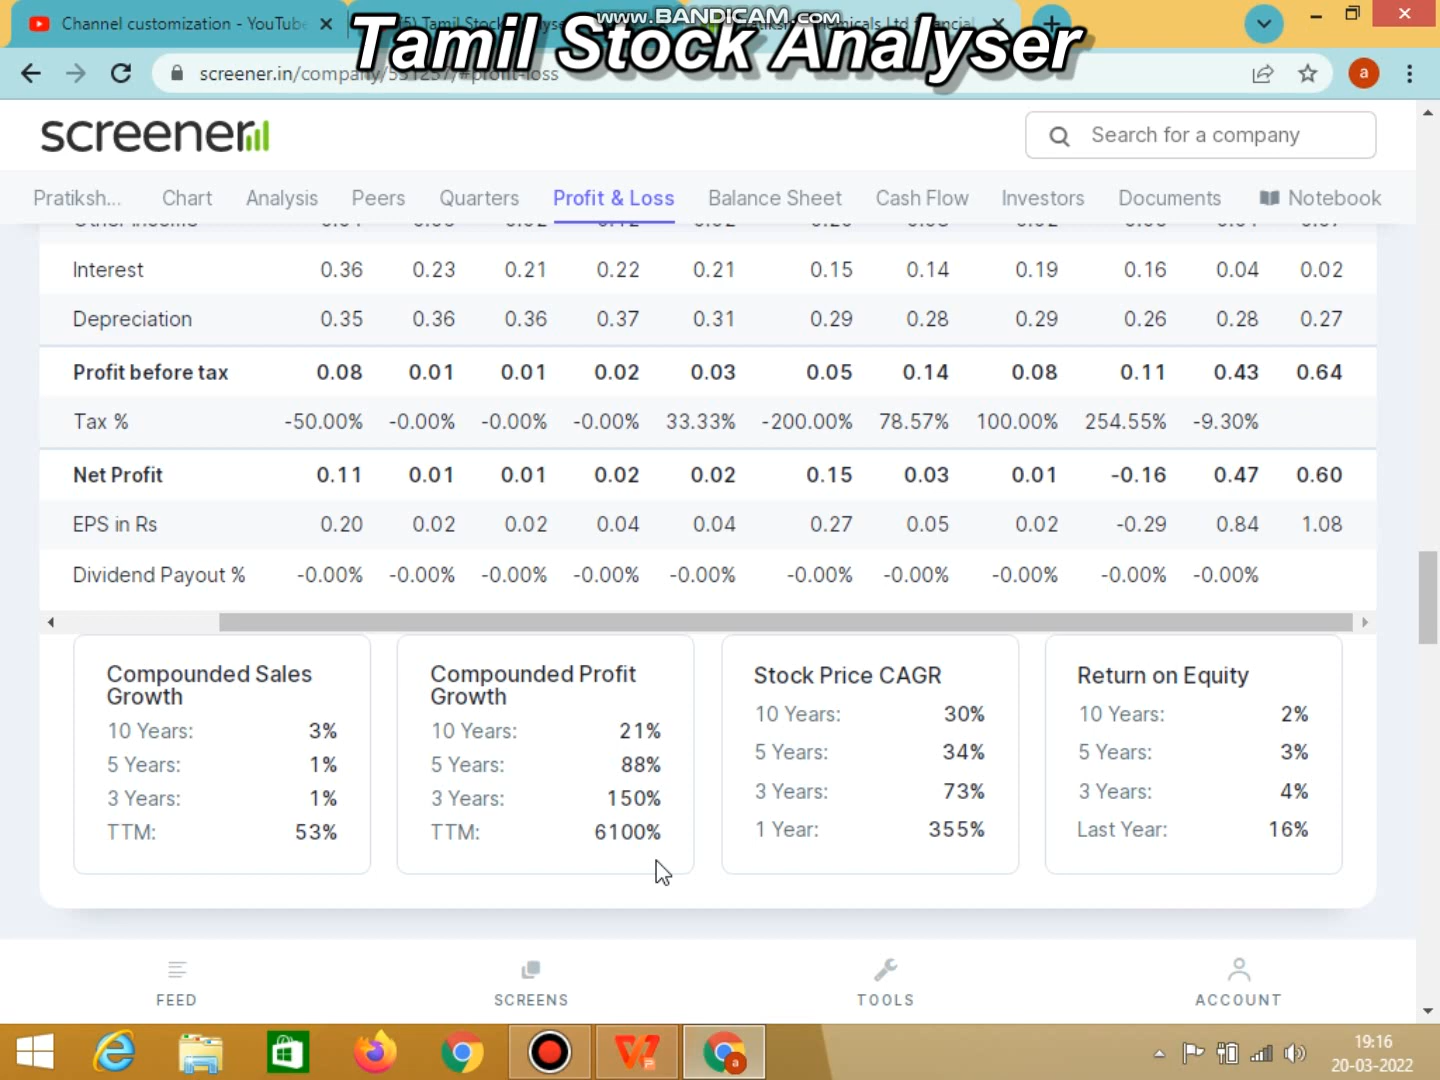 www.BANDICAM.com
Channel customization - YouTube
Tamil Stock Analyser
screener.in/company/531257/#profit-loss
a
screener
Search for a company
Pratiksh... Chart Analysis Peers Quarters Profit & Loss Balance Sheet Cash Flow Investors Documents Notebook
Interest 0.36 0.23 0.21 0.22 0.21 0.15 0.14 0.19 0.16 0.04 0.02
Depreciation 0.35 0.36 0.36 0.37 0.31 0.29 0.28 0.29 0.26 0.28 0.27
Profit before tax 0.08 0.01 0.01 0.02 0.03 0.05 0.14 0.08 0.11 0.43 0.64
Tax % -50.00% -0.00% -0.00% -0.00% 33.33% -200.00% 78.57% 100.00% 254.55% -9.30%
Net Profit 0.11 0.01 0.01 0.02 0.02 0.15 0.03 0.01 -0.16 0.47 0.60
EPS in Rs 0.20 0.02 0.02 0.04 0.04 0.27 0.05 0.02 -0.29 0.84 1.08
Dividend Payout % -0.00% -0.00% -0.00% -0.00% -0.00% -0.00% -0.00% -0.00% -0.00% -0.00%
Compounded Sales
Growth
10 Years: 3%
5 Years: 1%
3 Years: 1%
TTM: 53%
Compounded Profit
Growth
10 Years: 21%
5 Years: 88%
3 Years: 150%
TTM: 6100%
Stock Price CAGR
10 Years: 30%
5 Years: 34%
3 Years: 73%
1 Year: 355%
Return on Equity
10 Years: 2%
5 Years: 3%
3 Years: 4%
Last Year: 16%
FEED SCREENS TOOLS ACCOUNT
19:16
20-03-2022